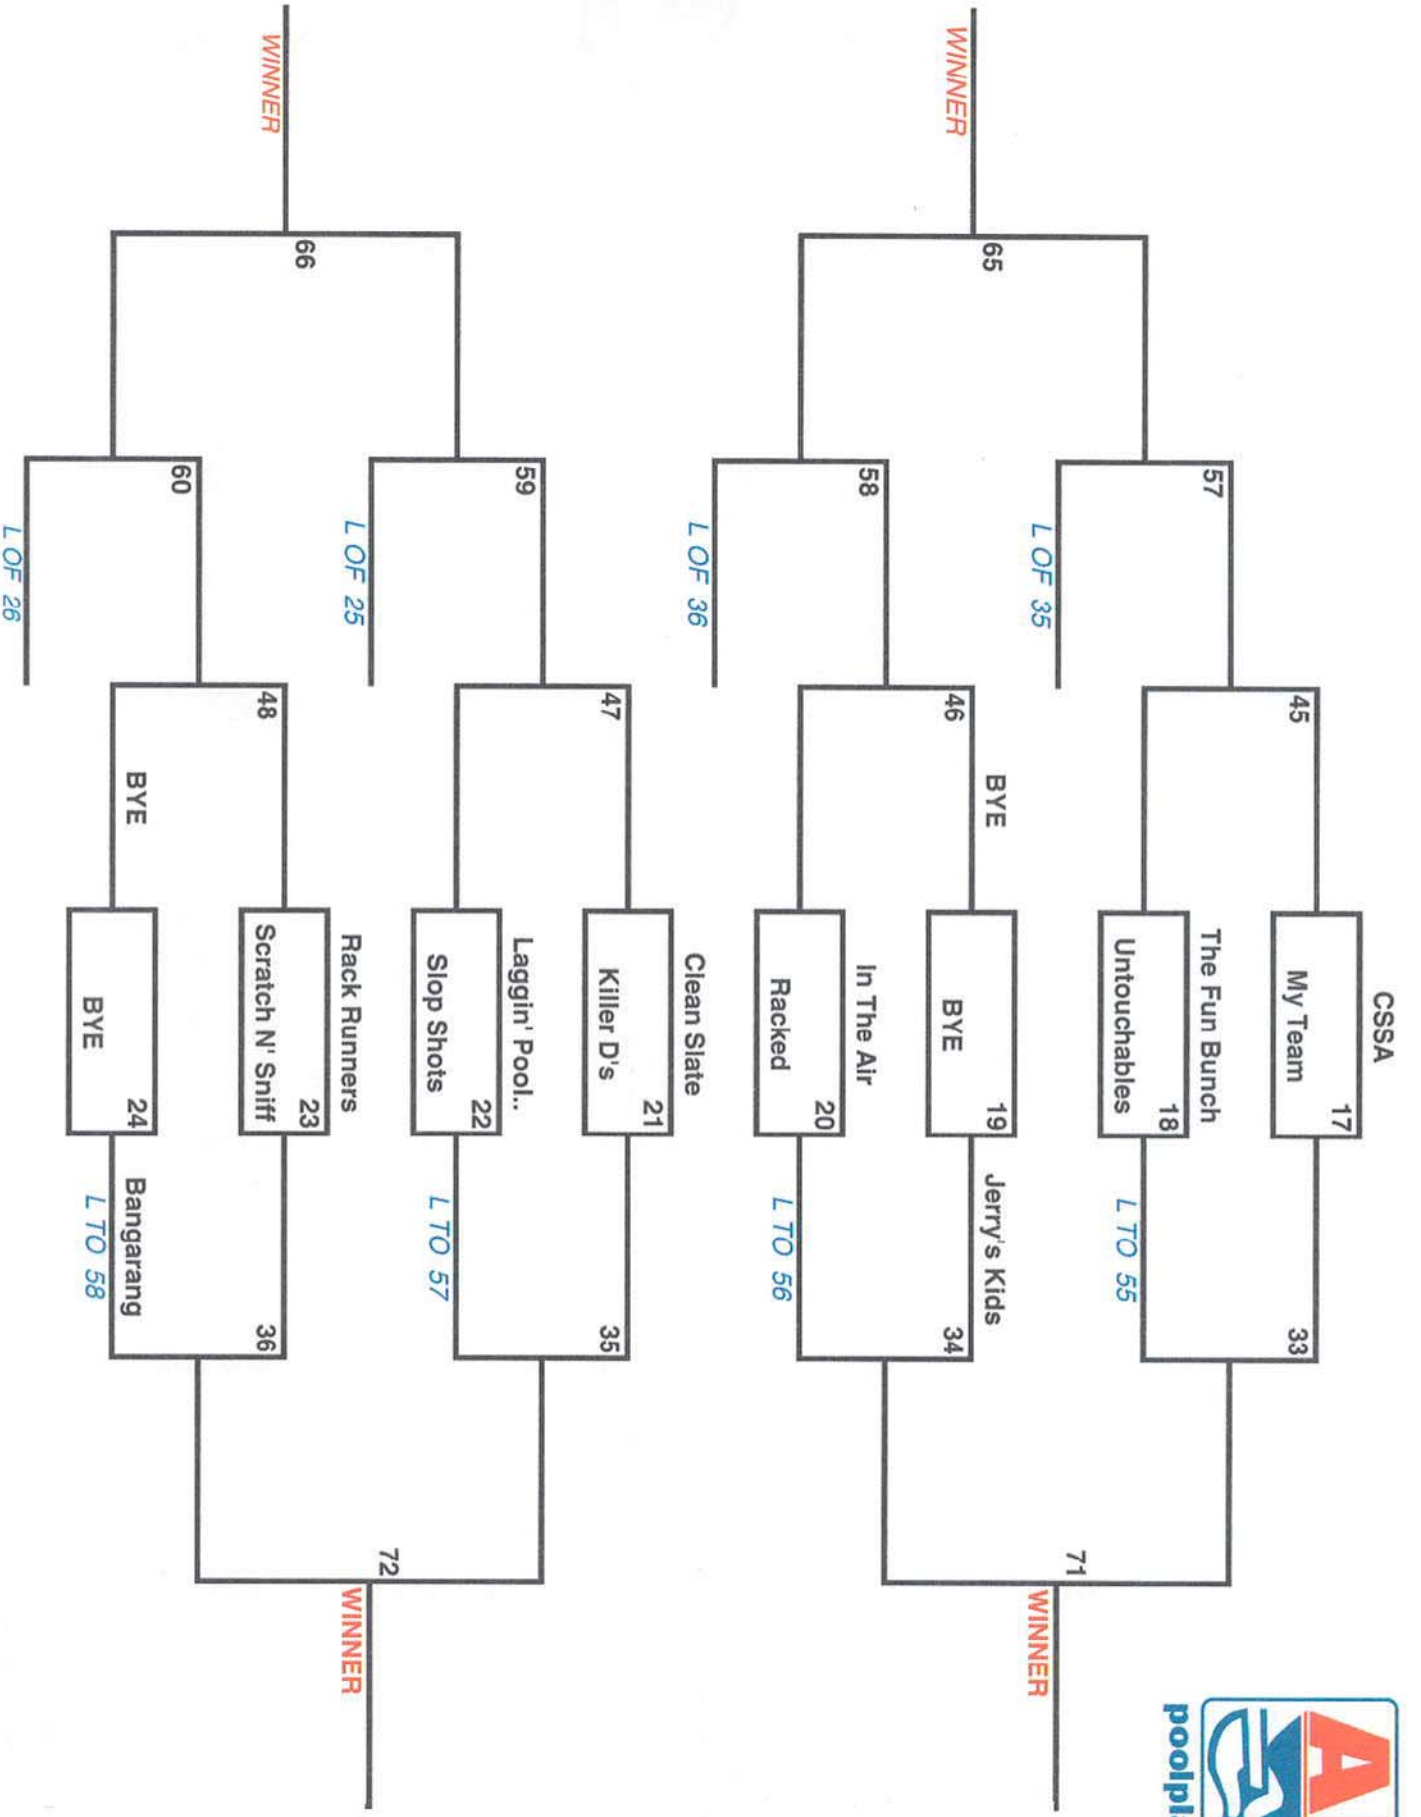 CSSA
My Team
17
The Fun Bunch
Untouchables
18
L TO 55
BYE
19
Jerry's Kids
BYE
In The Air
Racked
20
L TO 56
Clean Slate
Killer D's
21
Laggin' Pool..
Slop Shots
22
L TO 57
Rack Runners
Scratch N' Sniff
23
BYE
24
BYE
Bangarang
L TO 58
33
34
35
36
71
WINNER
72
WINNER
45
46
47
48
57
L OF 35
58
L OF 36
59
L OF 25
60
L OF 26
65
WINNER
66
WINNER
A